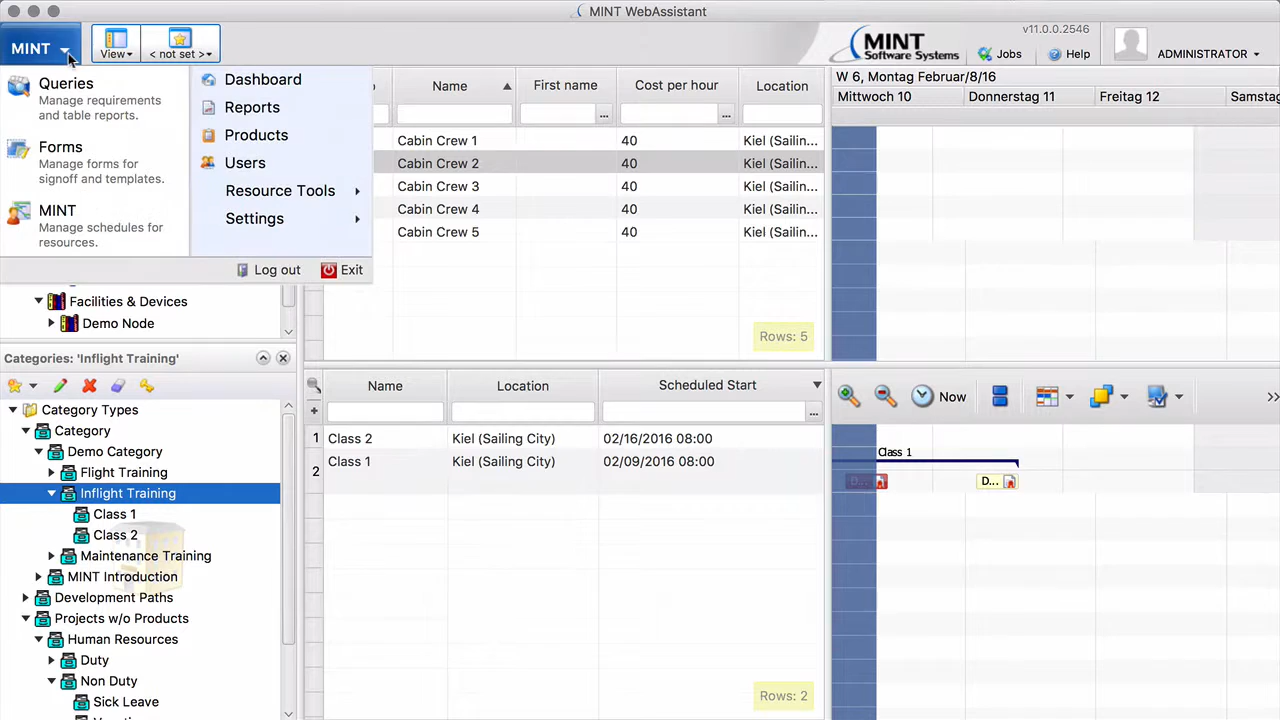 MINT WebAssistant
MINT
View
< not set >
MINT
Software Systems
v11.0.0.2546
Jobs
Help
ADMINISTRATOR
Queries
Manage requirements
and table reports.
Forms
Manage forms for
signoff and templates.
MINT
Manage schedules for
resources.
Dashboard
Reports
Products
Users
Resource Tools
Settings
Log out
Exit
Name
First name
Cost per hour
Location
...
...
Cabin Crew 1
40
Kiel (Sailin...
Cabin Crew 2
40
Kiel (Sailin...
Cabin Crew 3
40
Kiel (Sailin...
Cabin Crew 4
40
Kiel (Sailin...
Cabin Crew 5
40
Kiel (Sailin...
Rows: 5
W 6, Montag Februar/8/16
Mittwoch 10
Donnerstag 11
Freitag 12
Samsta
Facilities & Devices
Demo Node
Categories: 'Inflight Training'
Category Types
Category
Demo Category
Flight Training
Inflight Training
Class 1
Class 2
Maintenance Training
MINT Introduction
Development Paths
Projects w/o Products
Human Resources
Duty
Non Duty
Sick Leave
Name
Location
Scheduled Start
...
1
Class 2
Kiel (Sailing City)
02/16/2016 08:00
2
Class 1
Kiel (Sailing City)
02/09/2016 08:00
Rows: 2
Now
Class 1
D...
D...